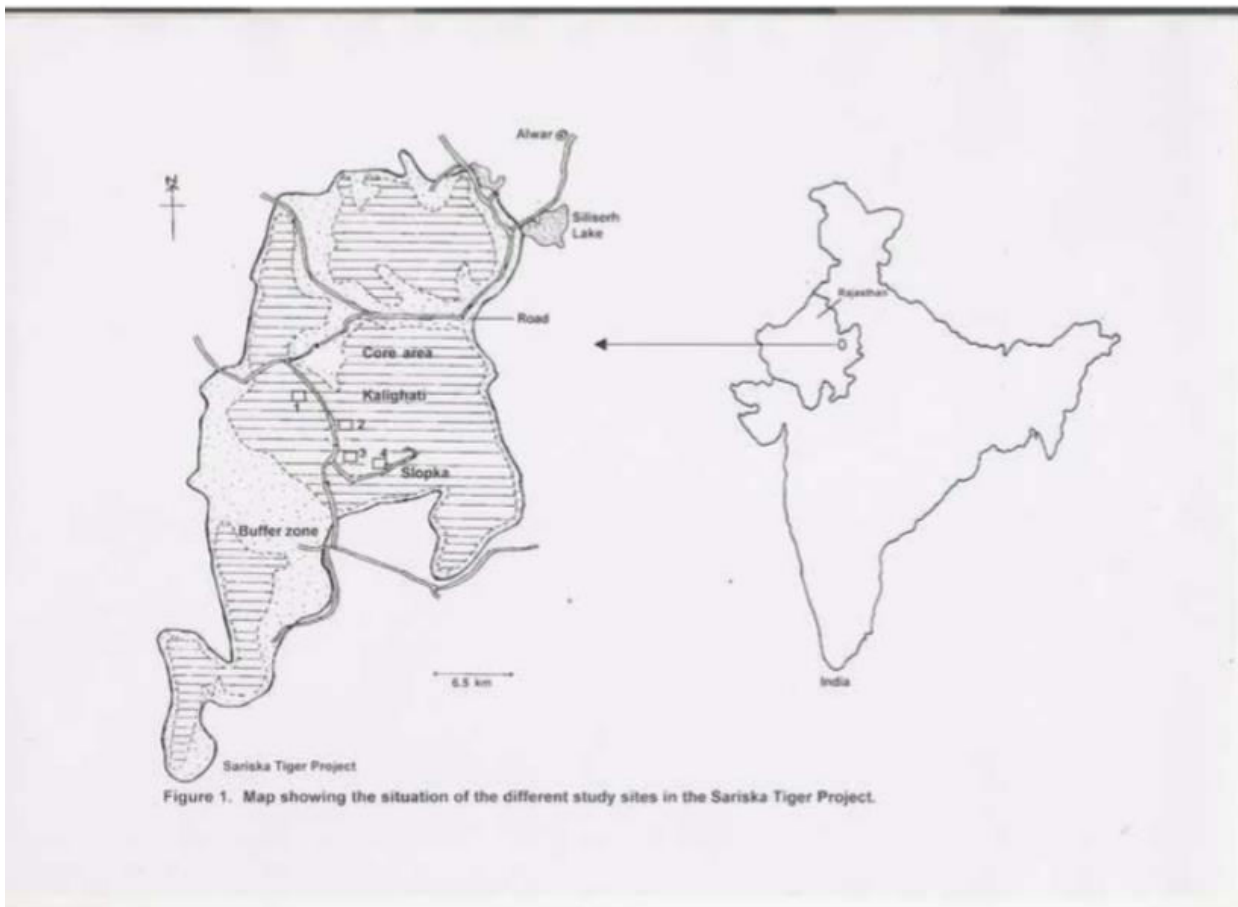 Alwar
N
Siliserh
Lake
Rajasthan
Road
Core area
Kalighati
1
2
3
4
Slopka
Buffer zone
6.5 km
India
Sariska Tiger Project
Figure 1. Map showing the situation of the different study sites in the Sariska Tiger Project.